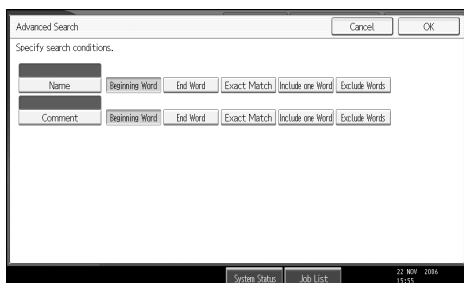 Advanced Search Cancel OK
Specify search conditions.
Name Beginning Word End Word Exact Match Include one Word Exclude Words
Comment Beginning Word End Word Exact Match Include one Word Exclude Words
System Status Job List 22 NOV 2006
15:55